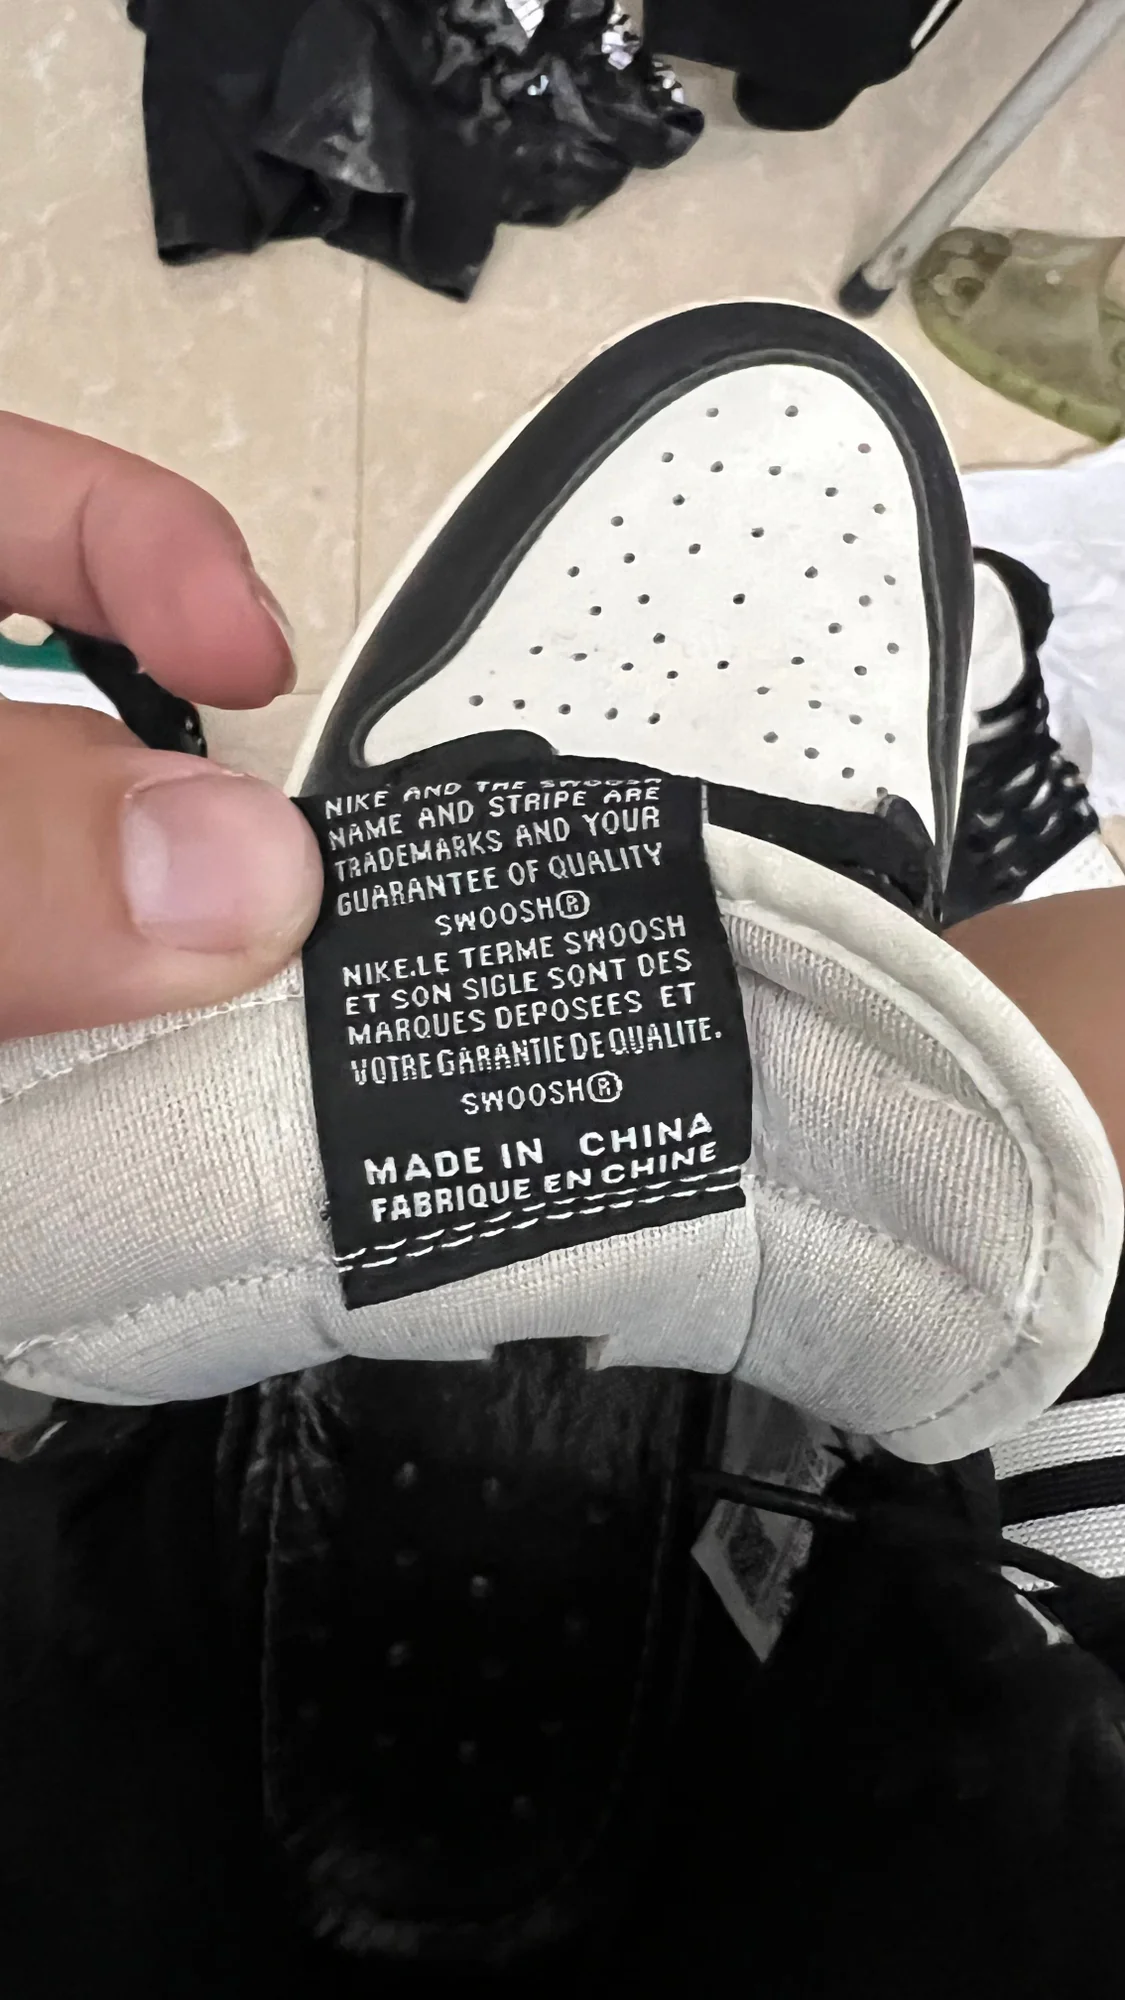 NIKE AND THE SWOOSH
NAME AND STRIPE ARE
TRADEMARKS AND YOUR
GUARANTEE OF QUALITY
SWOOSH®
NIKE.LE TERME SWOOSH
ET SON SIGLE SONT DES
MARQUES DEPOSEES ET
VOTRE GARANTIE DE QUALITE.
SWOOSH®
MADE IN CHINA
FABRIQUE EN CHINE